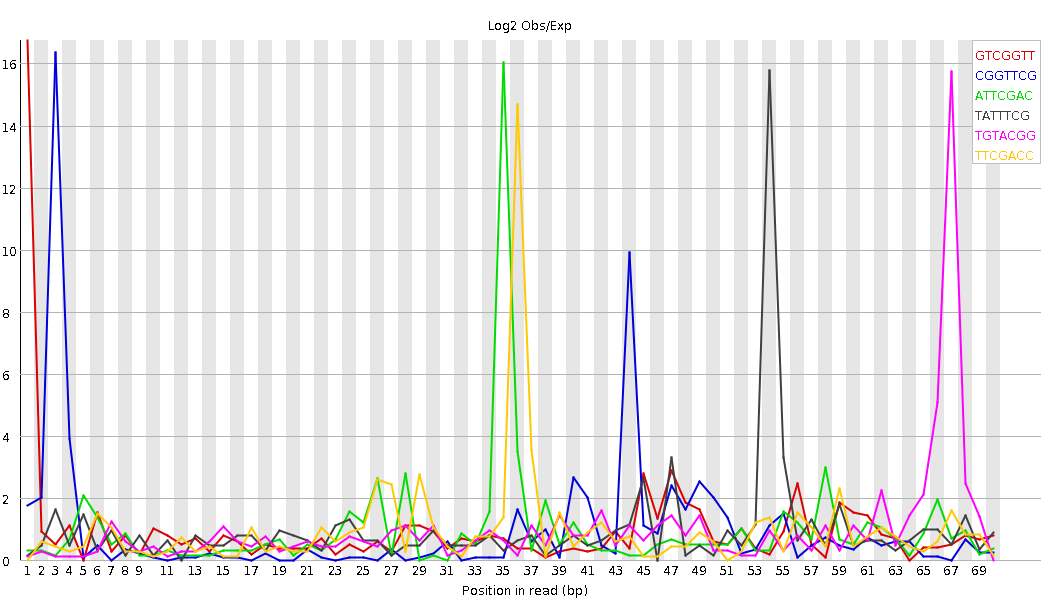 Log2 Obs/Exp
GTCGGTT
CGGTTCG
ATTCGAC
TATTTCG
TGTACGG
TTCGACC
16
14
12
10
8
6
4
2
0
1 2 3 4 5 6 7 8 9 11 13 15 17 19 21 23 25 27 29 31 33 35 37 39 41 43 45 47 49 51 53 55 57 59 61 63 65 67 69
Position in read (bp)